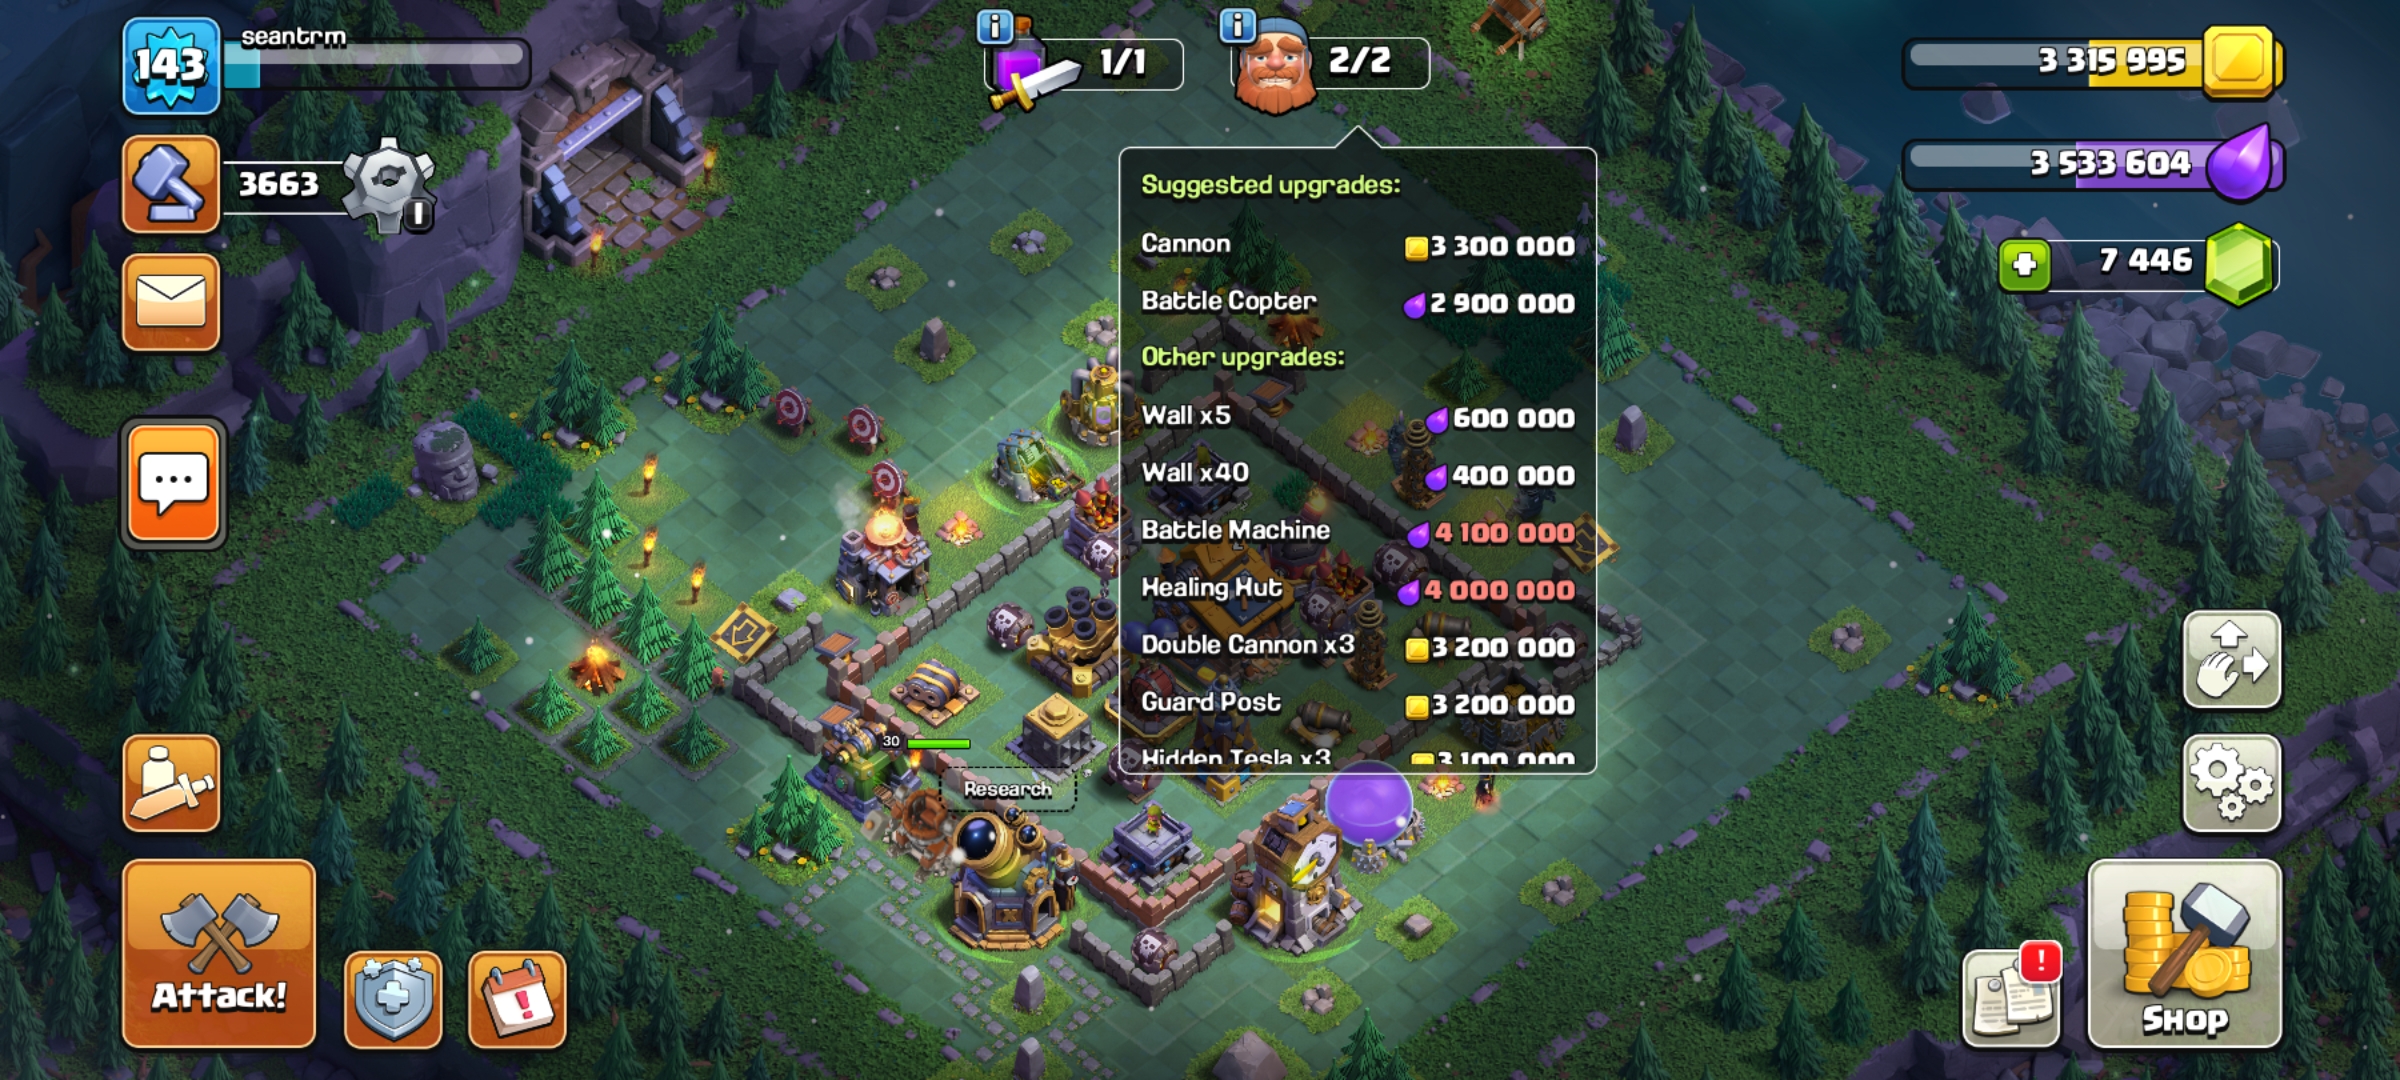 143
seantrm
i
1/1
i
2/2
3 315 995
3663
3 533 604
7 446
Suggested upgrades:
Cannon 3 300 000
Battle Copter 2 900 000
Other upgrades:
Wall x5 600 000
Wall x40 400 000
Battle Machine 4 100 000
Healing Hut 4 000 000
Double Cannon x3 3 200 000
Guard Post 3 200 000
Hidden Tesla x3 3 100 000
30
Research
Attack!
!
!
Shop